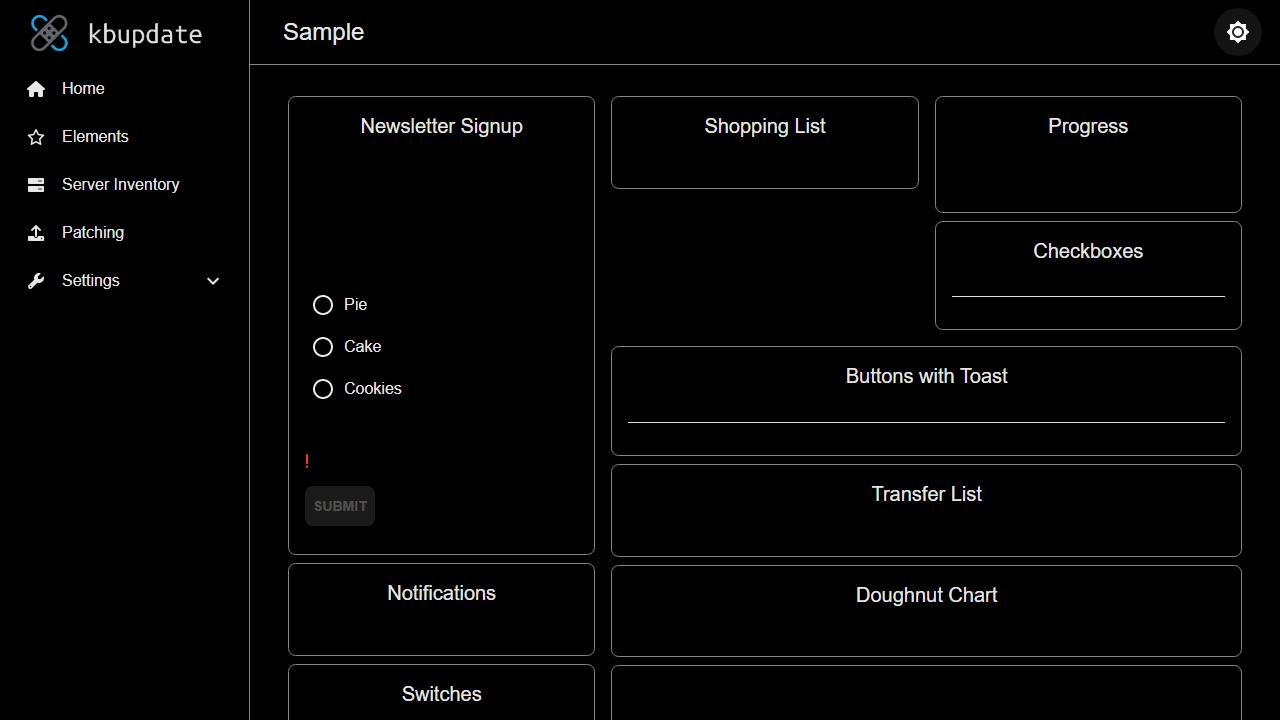 kbupdate
Home
Elements
Server Inventory
Patching
Settings
Sample
Newsletter Signup
Pie
Cake
Cookies
!
SUBMIT
Notifications
Switches
Shopping List
Progress
Checkboxes
Buttons with Toast
Transfer List
Doughnut Chart